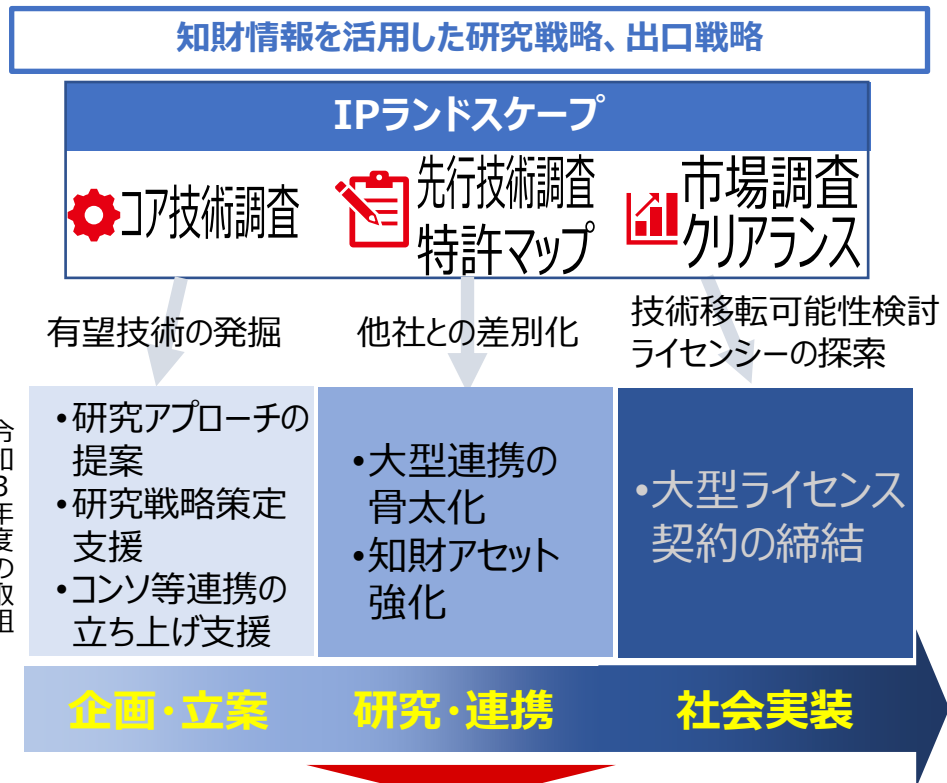 知財情報を活用した研究戦略、出口戦略
IPランドスケープ
コア技術調査
先行技術調査
特許マップ
市場調査
クリアランス
有望技術の発掘
他社との差別化
技術移転可能性検討
ライセンシーの探索
令和3年度の取組
•研究アプローチの
提案
•研究戦略策定
支援
•コンソ等連携の
立ち上げ支援
•大型連携の
骨太化
•知財アセット
強化
•大型ライセンス
契約の締結
企画・立案
研究・連携
社会実装